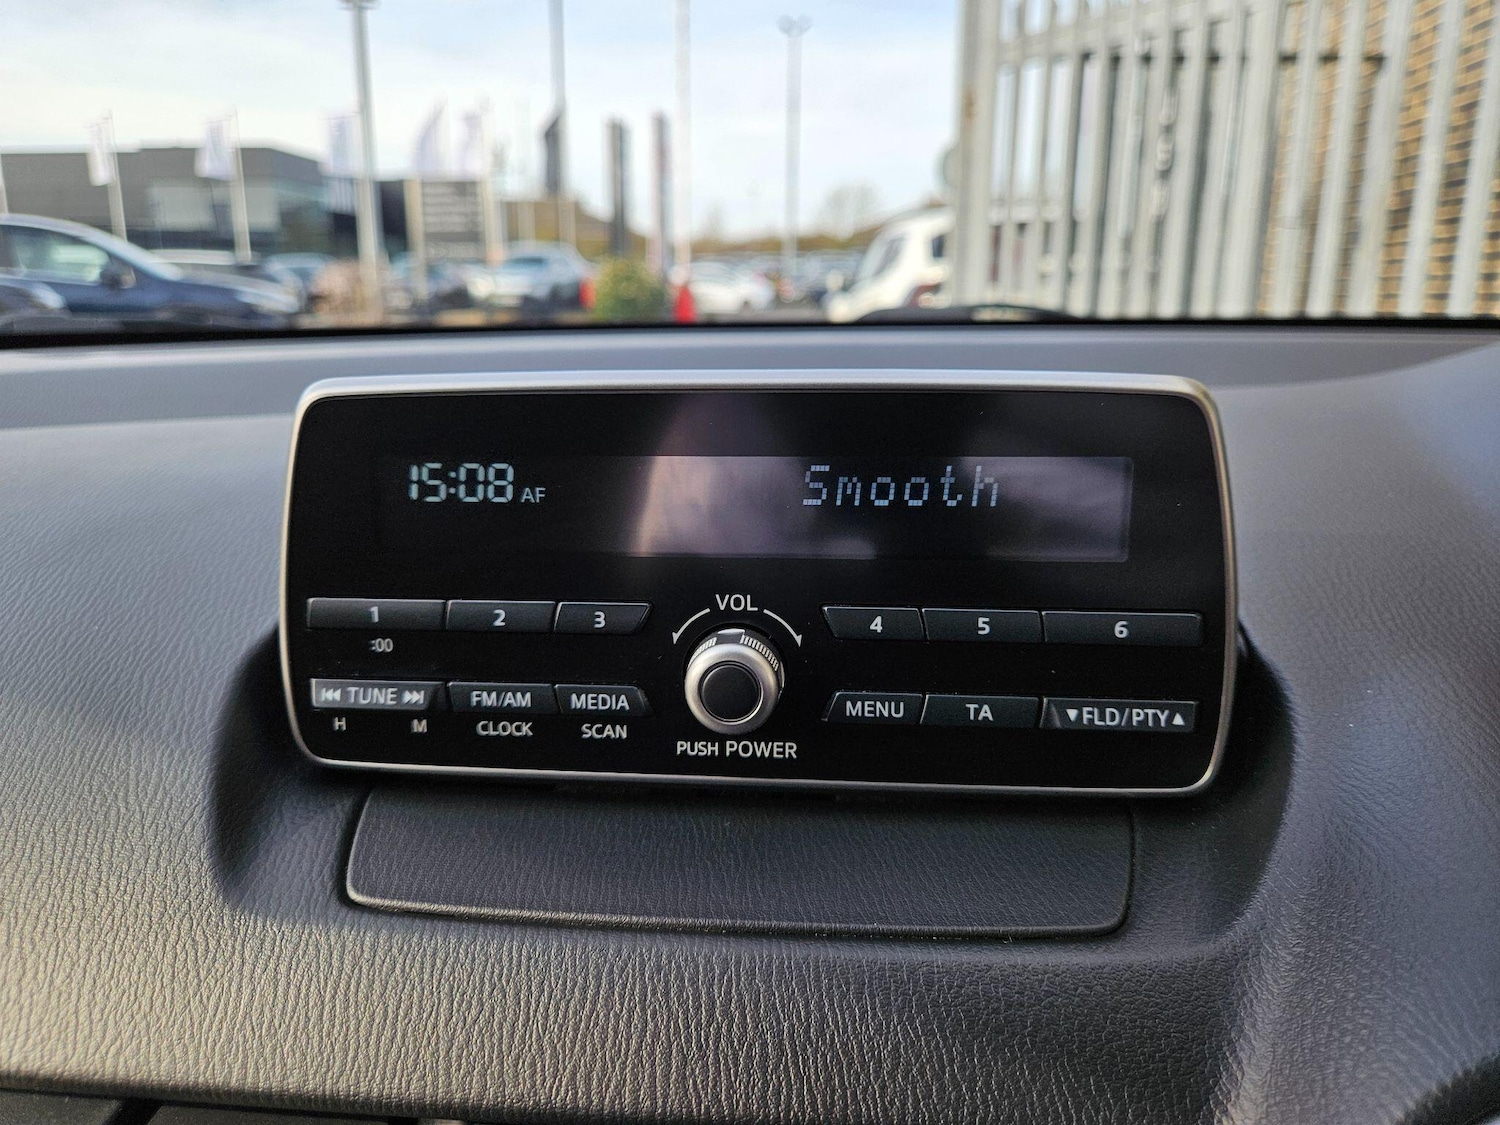 15:08 AF Smooth
VOL
1 2 3 4 5 6
:00
TUNE FM/AM MEDIA MENU TA ▼FLD/PTY▲
H M CLOCK SCAN
PUSH POWER